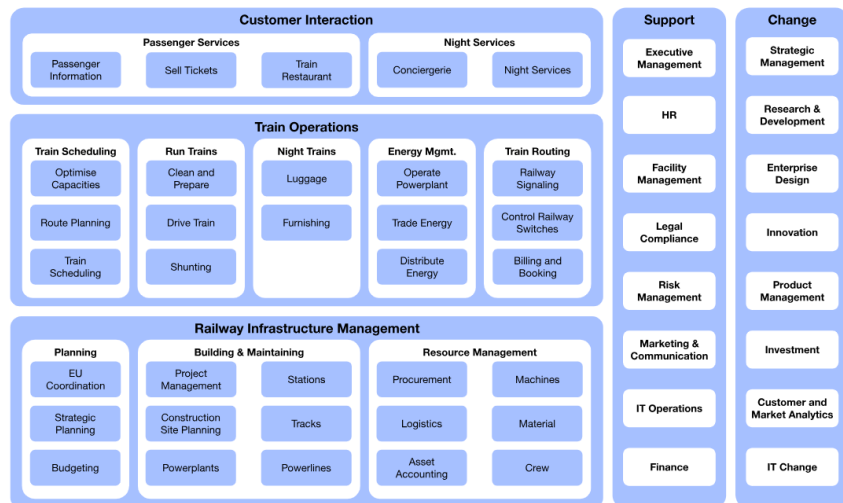 Customer Interaction
Passenger Services
Passenger
Information
Sell Tickets
Train
Restaurant
Night Services
Conciergerie
Night Services
Train Operations
Train Scheduling
Optimise
Capacities
Route Planning
Train
Scheduling
Run Trains
Clean and
Prepare
Drive Train
Shunting
Night Trains
Luggage
Furnishing
Energy Mgmt.
Operate
Powerplant
Trade Energy
Distribute
Energy
Train Routing
Railway
Signaling
Control Railway
Switches
Billing and
Booking
Railway Infrastructure Management
Planning
EU
Coordination
Strategic
Planning
Budgeting
Building & Maintaining
Project
Management
Stations
Construction
Site Planning
Tracks
Powerplants
Powerlines
Resource Management
Procurement
Machines
Logistics
Material
Asset
Accounting
Crew
Support
Executive
Management
HR
Facility
Management
Legal
Compliance
Risk
Management
Marketing &
Communication
IT Operations
Finance
Change
Strategic
Management
Research &
Development
Enterprise
Design
Innovation
Product
Management
Investment
Customer and
Market Analytics
IT Change